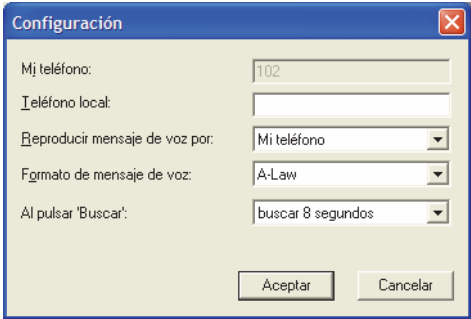 Configuración
Mi teléfono: 102
Teléfono local:
Reproducir mensaje de voz por: Mi teléfono
Formato de mensaje de voz: A-Law
Al pulsar 'Buscar': buscar 8 segundos
Aceptar Cancelar